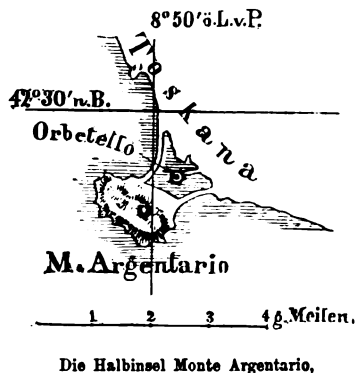 8° 50′ ö.L.v.P.
Toskana
42° 30′ n.B.
Orbetello
M. Argentario
1 2 3 4 g. Meilen.
Die Halbinsel Monte Argentario,